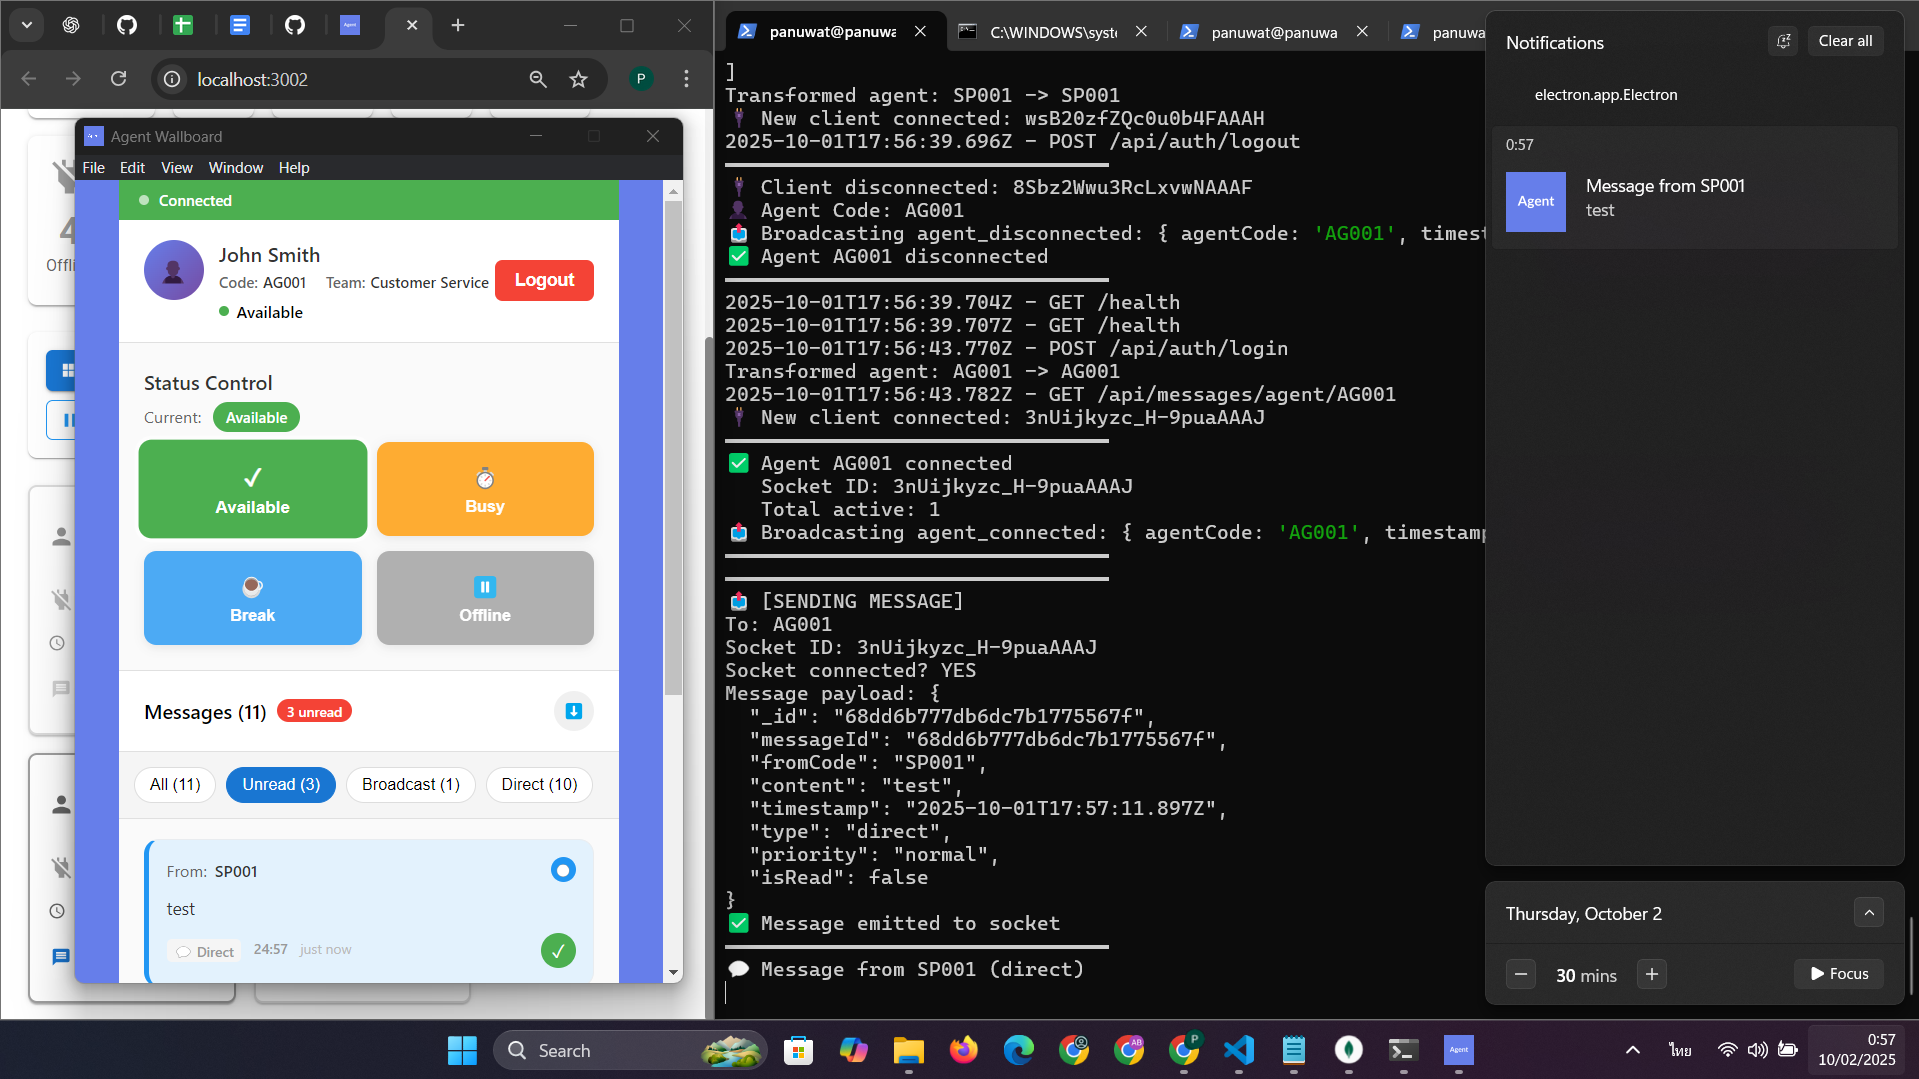 localhost:3002
P
4
Offli
Agent Wallboard
File Edit View Window Help
Connected
John Smith
Code: AG001 Team: Customer Service
Available
Logout
Status Control
Current: Available
Available
Busy
Break
Offline
Messages (11) 3 unread
All (11) Unread (3) Broadcast (1) Direct (10)
From: SP001
test
Direct 24:57 just now
panuwat@panuwa
C:\WINDOWS\syst
panuwat@panuwa
panuwa
]
Transformed agent: SP001 -> SP001
New client connected: wsB20zfZQc0u0b4FAAAH
2025-10-01T17:56:39.696Z - POST /api/auth/logout
Client disconnected: 8Sbz2Wwu3RcLxvwNAAAF
Agent Code: AG001
Broadcasting agent_disconnected: { agentCode: 'AG001', timest
Agent AG001 disconnected
2025-10-01T17:56:39.704Z - GET /health
2025-10-01T17:56:39.707Z - GET /health
2025-10-01T17:56:43.770Z - POST /api/auth/login
Transformed agent: AG001 -> AG001
2025-10-01T17:56:43.782Z - GET /api/messages/agent/AG001
New client connected: 3nUijkyzc_H-9puaAAAJ
Agent AG001 connected
Socket ID: 3nUijkyzc_H-9puaAAAJ
Total active: 1
Broadcasting agent_connected: { agentCode: 'AG001', timestamp
[SENDING MESSAGE]
To: AG001
Socket ID: 3nUijkyzc_H-9puaAAAJ
Socket connected? YES
Message payload: {
"_id": "68dd6b777db6dc7b1775567f",
"messageId": "68dd6b777db6dc7b1775567f",
"fromCode": "SP001",
"content": "test",
"timestamp": "2025-10-01T17:57:11.897Z",
"type": "direct",
"priority": "normal",
"isRead": false
}
Message emitted to socket
Message from SP001 (direct)
Notifications
Clear all
electron.app.Electron
0:57
Agent
Message from SP001
test
Thursday, October 2
30 mins
Focus
Search
AB
P
Agent
ไทย
0:57
10/02/2025